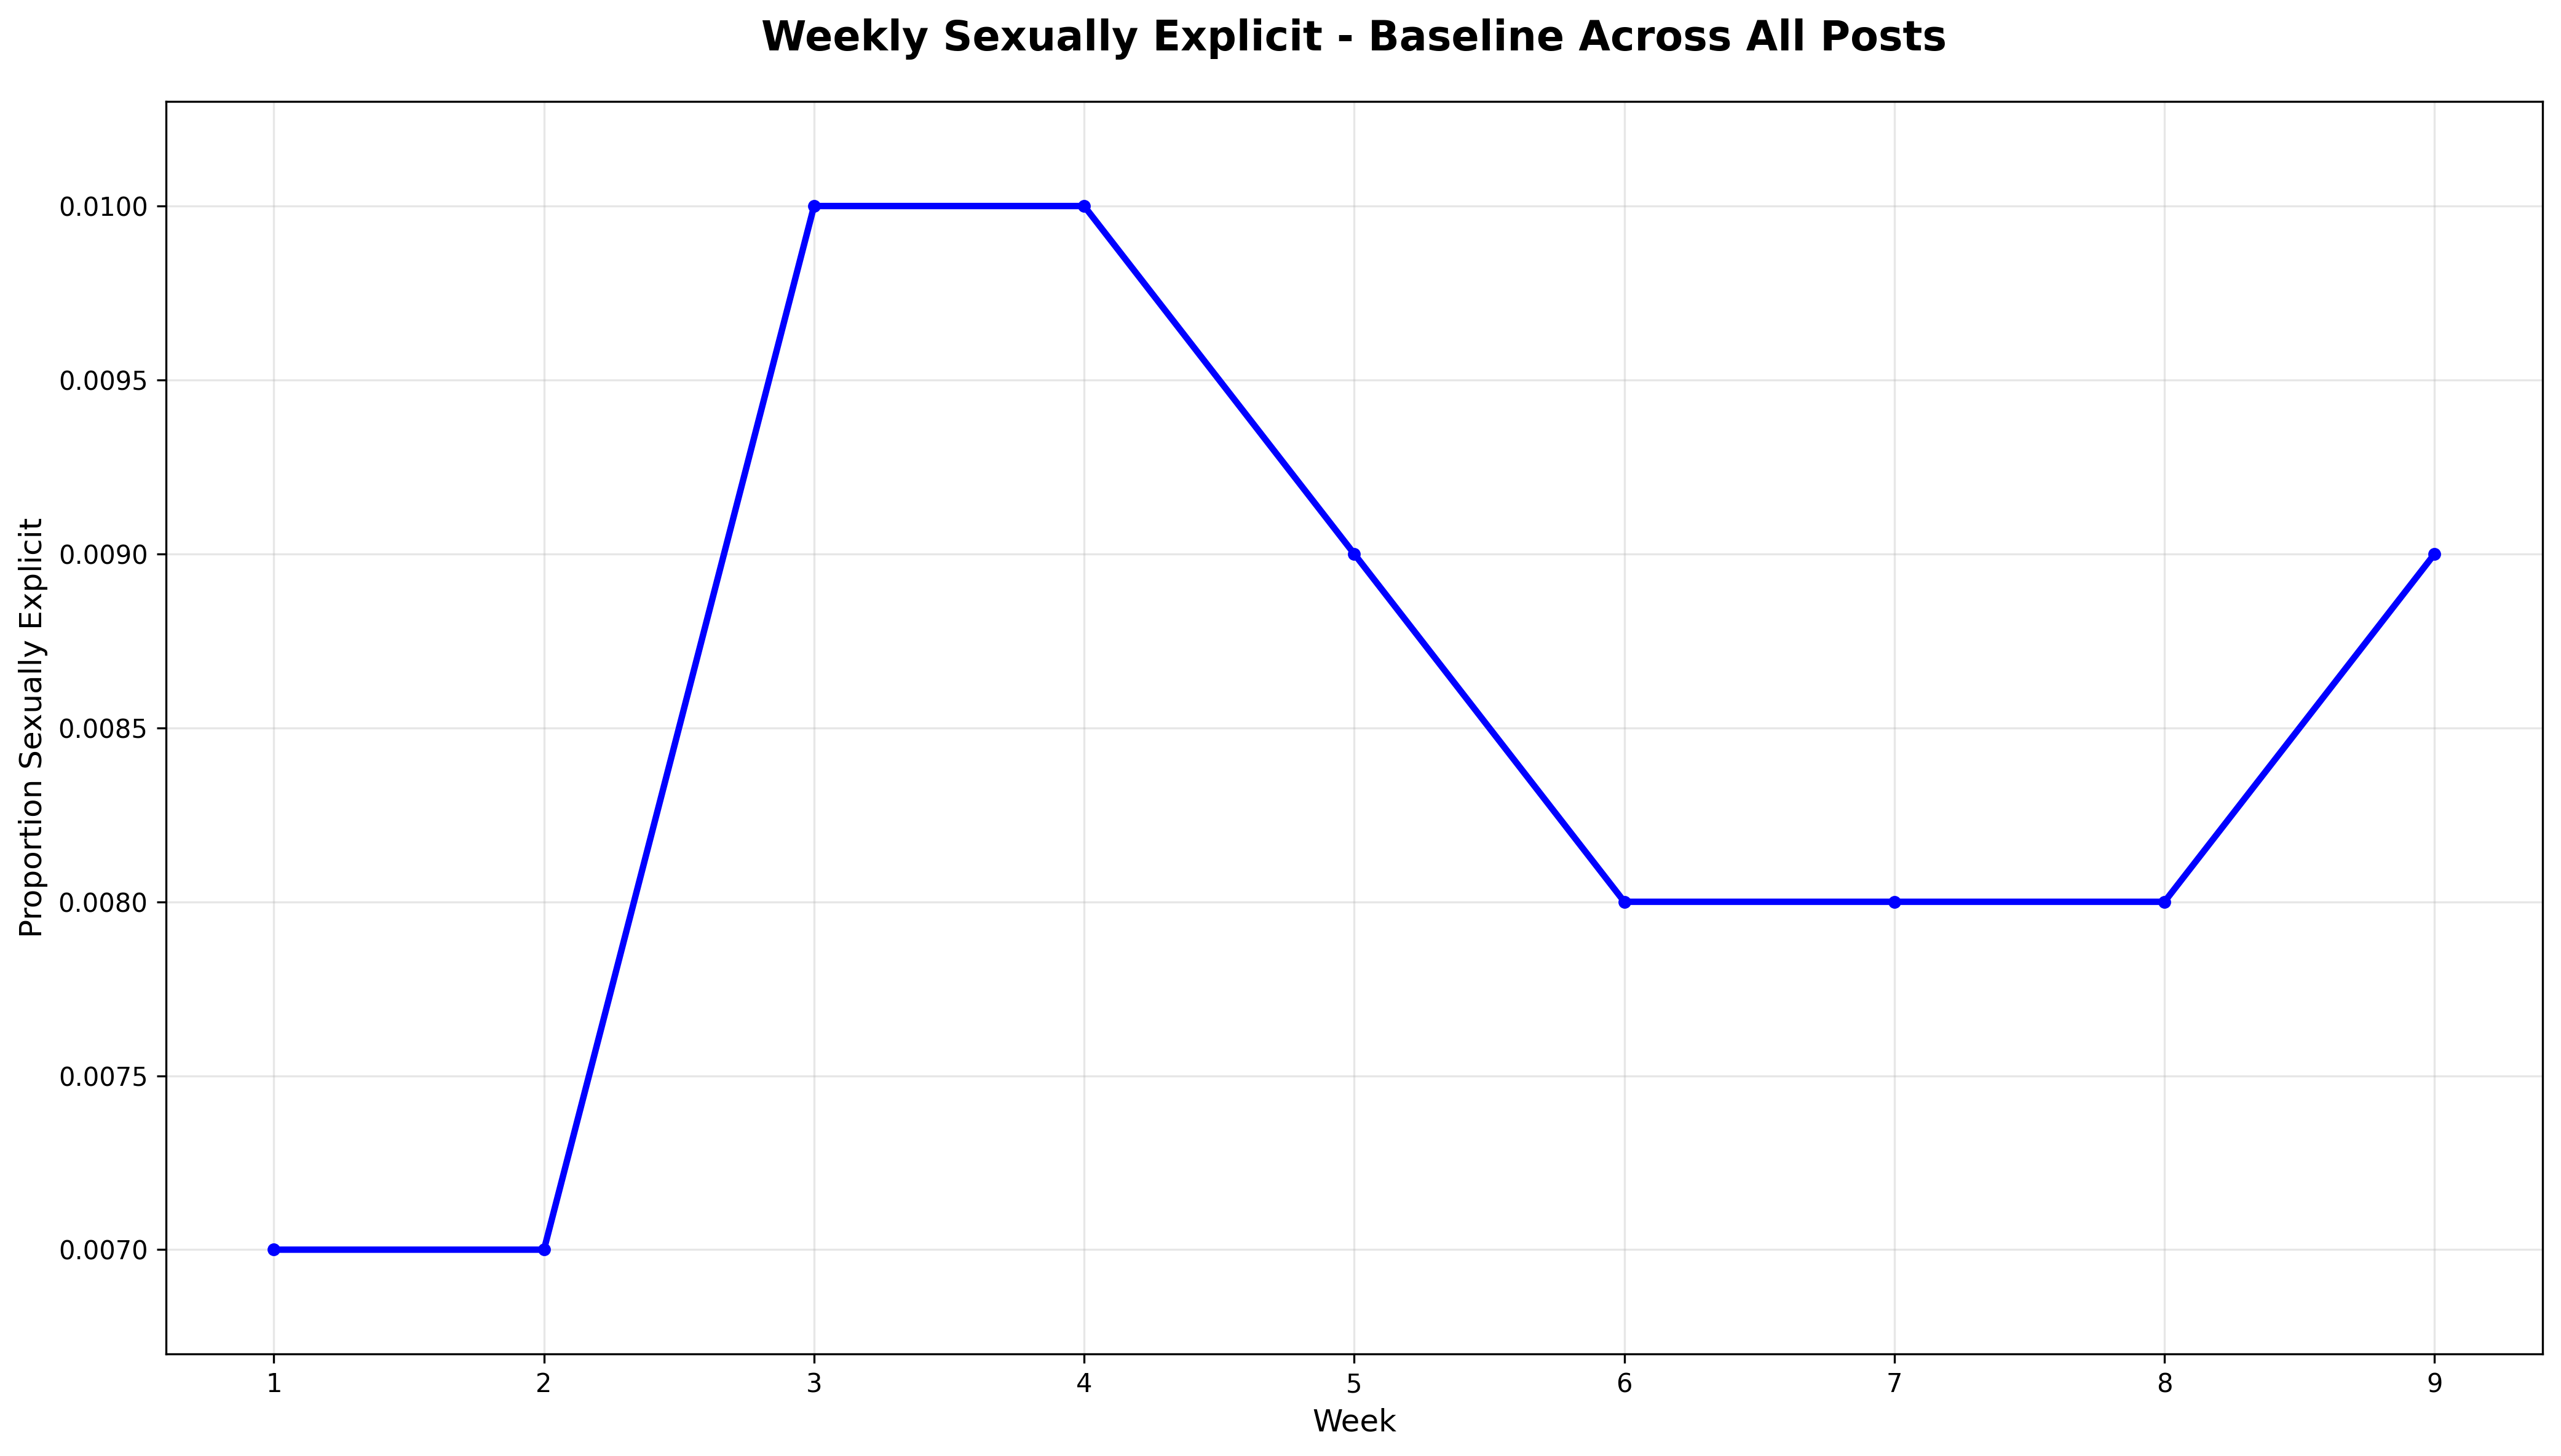 Weekly Sexually Explicit - Baseline Across All Posts
Proportion Sexually Explicit
0.0100
0.0095
0.0090
0.0085
0.0080
0.0075
0.0070
1 2 3 4 5 6 7 8 9
Week